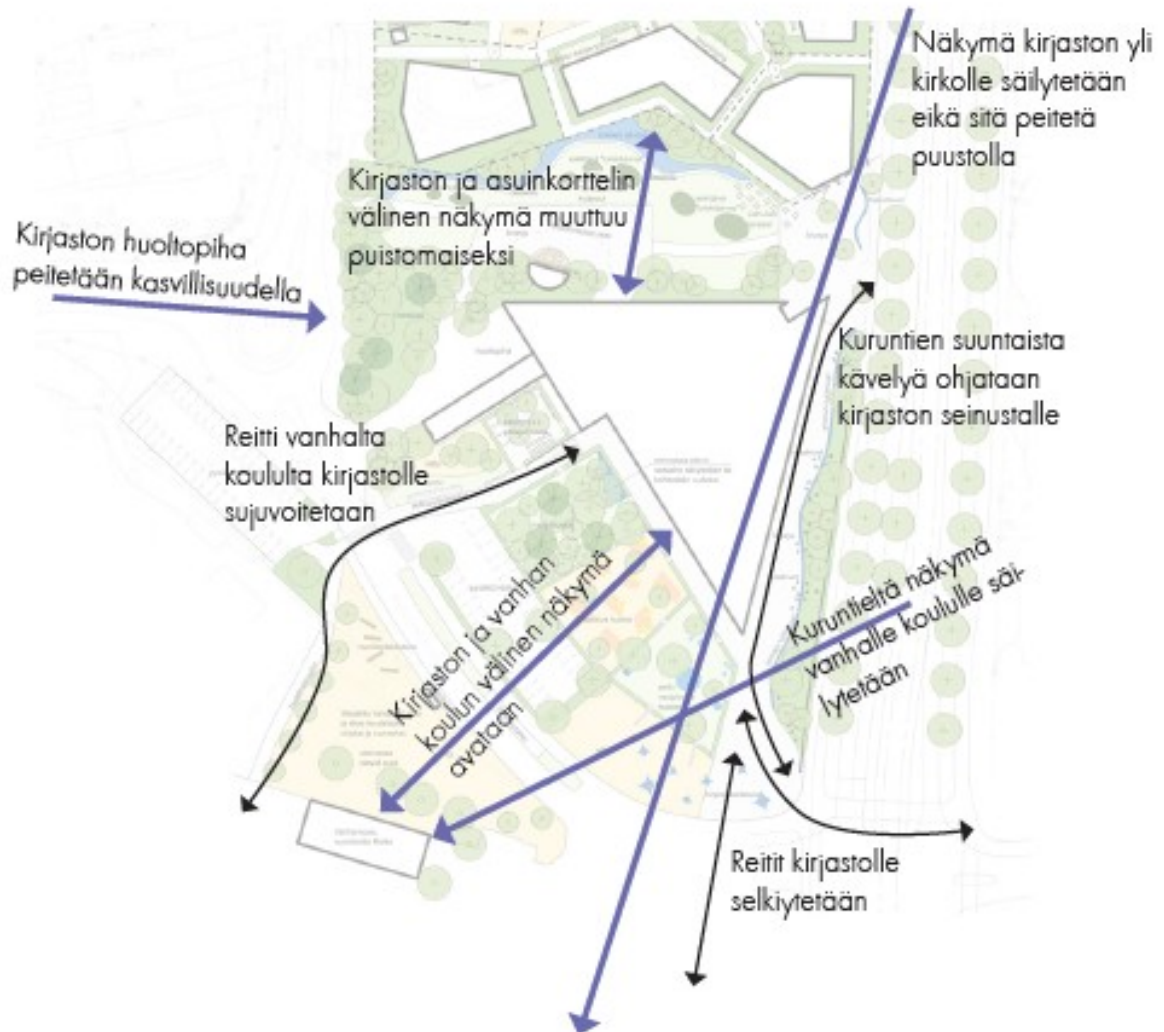 Näkymä kirjaston yli
kirkolle säilytetään
eikä sitä peitetä
puustolla
Kirjaston ja asuinkorttelin
välinen näkymä muuttuu
puistomaiseksi
Kirjaston huoltopiha
peitetään kasvillisuudella
Kuruntien suuntaista
kävelyä ohjataan
kirjaston seinustalle
Reitti vanhalta
koululta kirjastolle
sujuvoitetaan
Kirjaston ja vanhan
koulun välinen näkymä
avataan
Kuruntieltä näkymä
vanhalle koululle säi-
lytetään
Reitit kirjastolle
selkiytetään